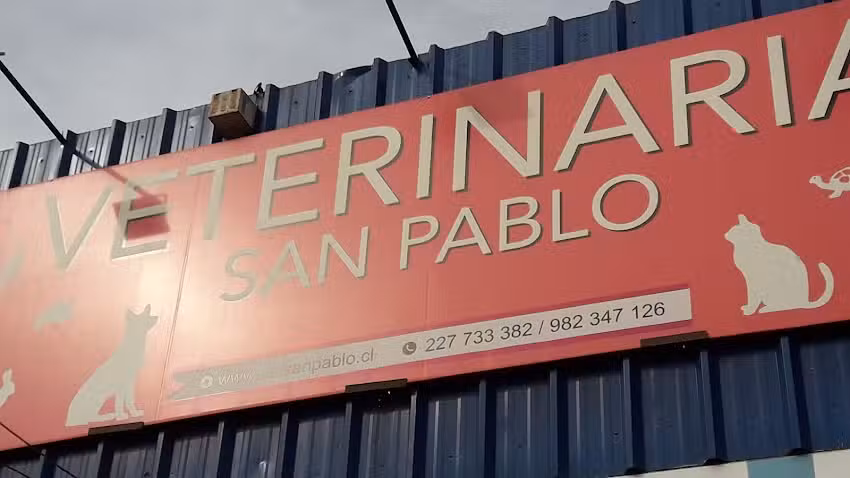 VETERINARIA
SAN PABLO
227 733 382 / 982 347 126